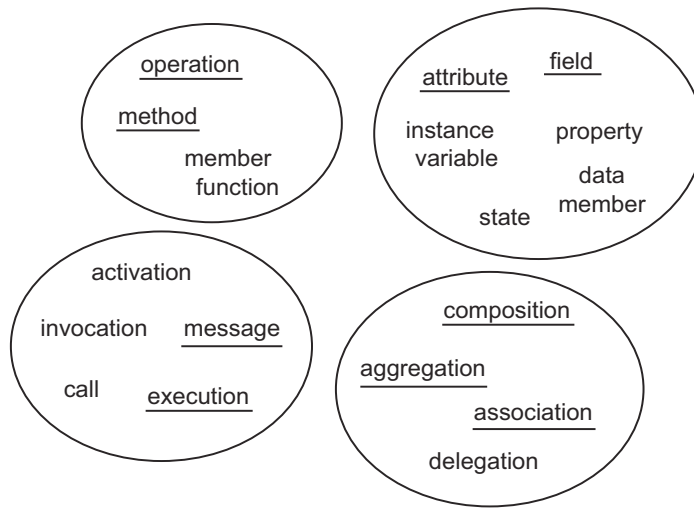 operation
method
member
function
attribute
field
instance
variable
property
data
member
state
activation
invocation
message
call
execution
composition
aggregation
association
delegation